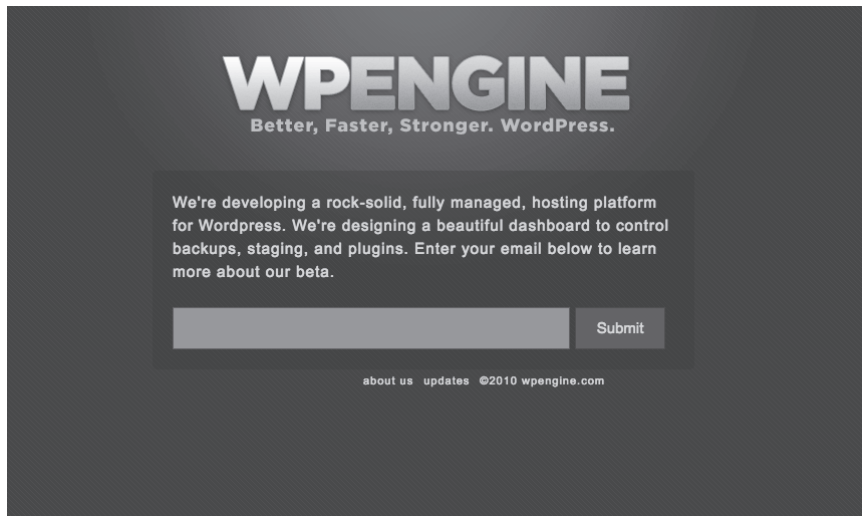 WPENGINE
Better, Faster, Stronger. WordPress.
We're developing a rock-solid, fully managed, hosting platform
for Wordpress. We're designing a beautiful dashboard to control
backups, staging, and plugins. Enter your email below to learn
more about our beta.
Submit
about us updates ©2010 wpengine.com